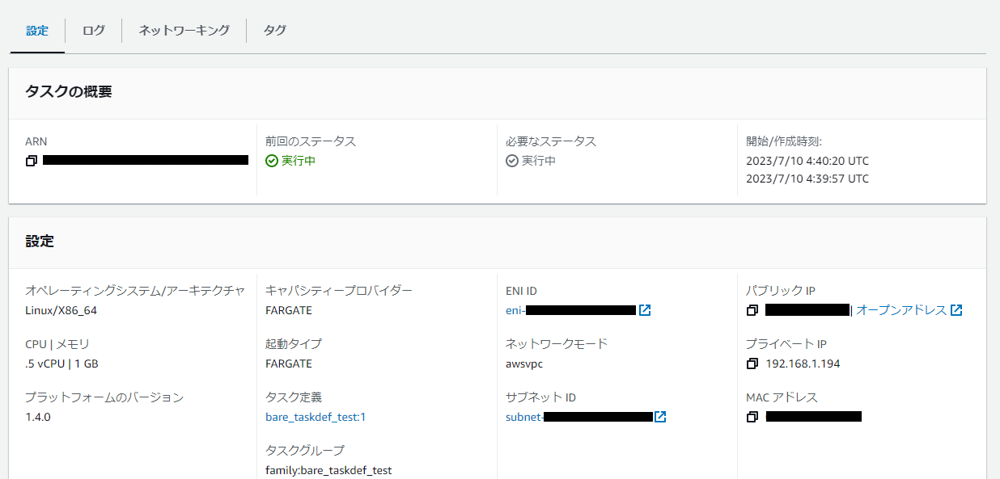 設定
ログ
ネットワーキング
タグ
タスクの概要
ARN
前回のステータス
実行中
必要なステータス
実行中
開始/作成時刻:
2023/7/10 4:40:20 UTC
2023/7/10 4:39:57 UTC
設定
オペレーティングシステム/アーキテクチャ
Linux/X86_64
CPU | メモリ
.5 vCPU | 1 GB
プラットフォームのバージョン
1.4.0
キャパシティープロバイダー
FARGATE
起動タイプ
FARGATE
タスク定義
bare_taskdef_test:1
タスクグループ
family:bare_taskdef_test
ENI ID
eni-
ネットワークモード
awsvpc
サブネット ID
subnet-
パブリック IP
| オープンアドレス
プライベート IP
192.168.1.194
MAC アドレス